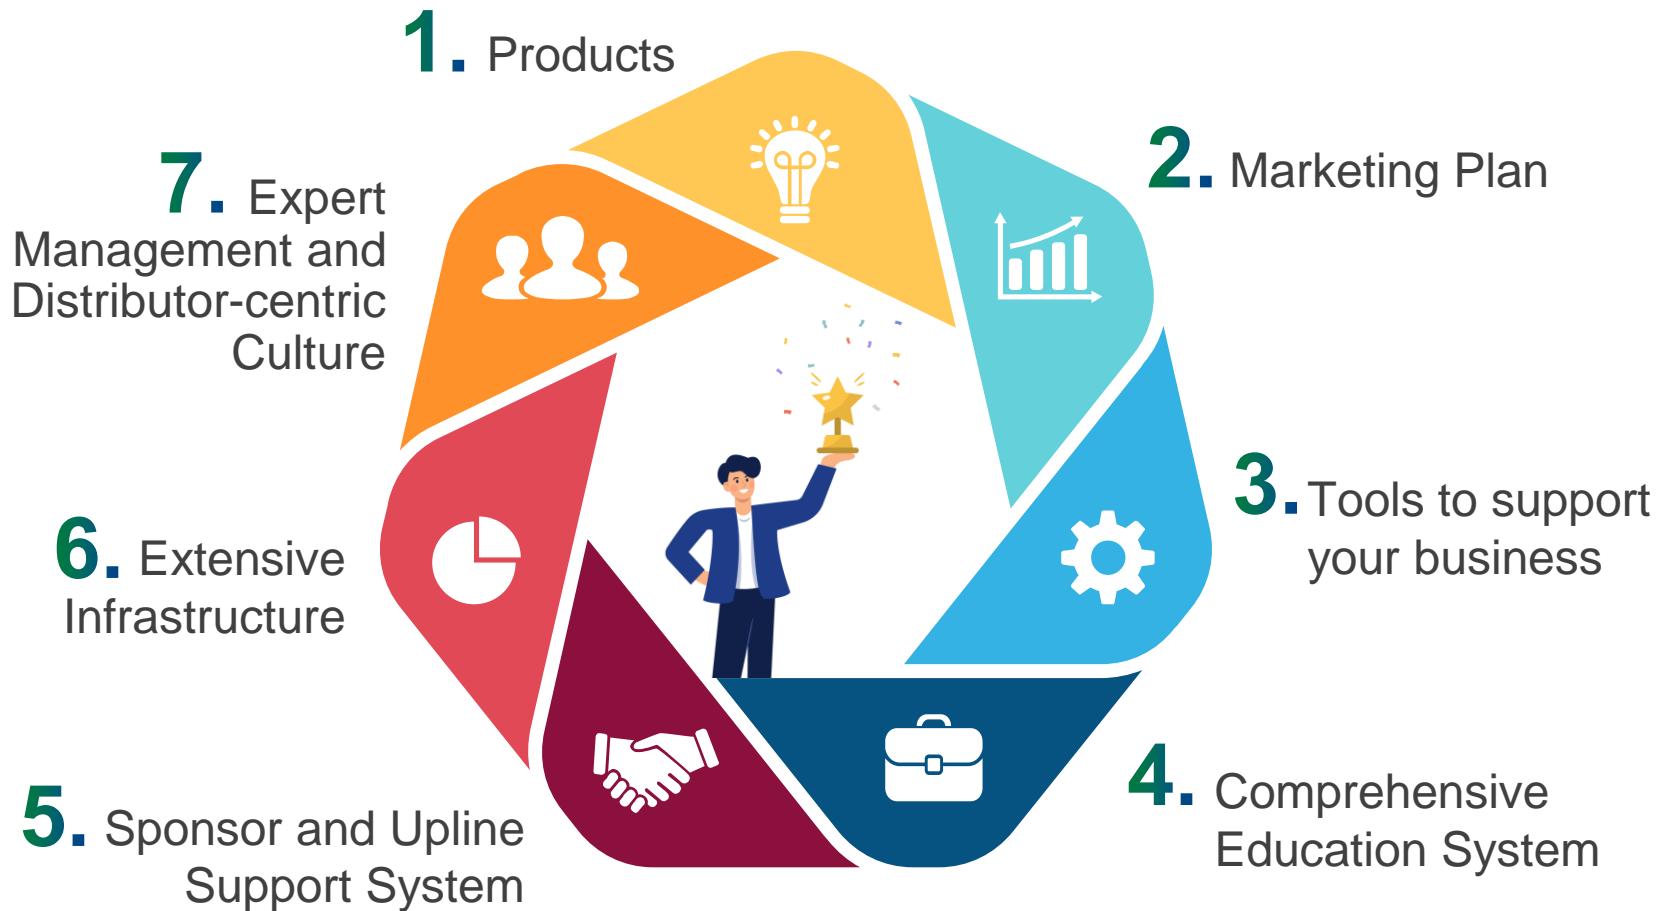 1. Products
2. Marketing Plan
3. Tools to support
your business
4. Comprehensive
Education System
5. Sponsor and Upline
Support System
6. Extensive
Infrastructure
7. Expert
Management and
Distributor-centric
Culture